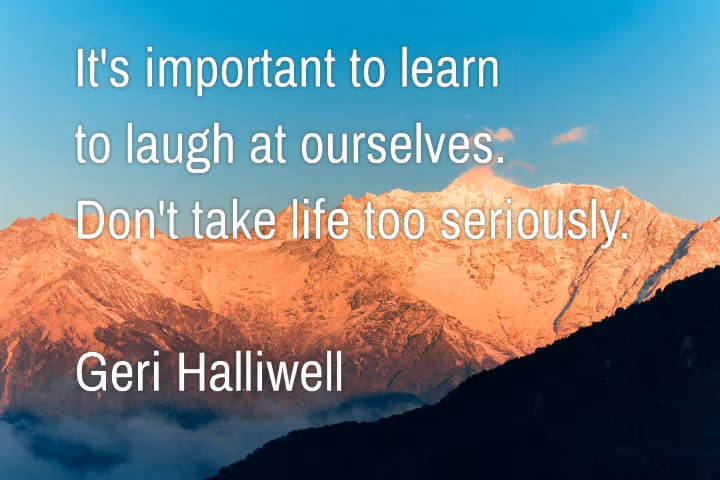 It's important to learn
to laugh at ourselves.
Don't take life too seriously.
Geri Halliwell